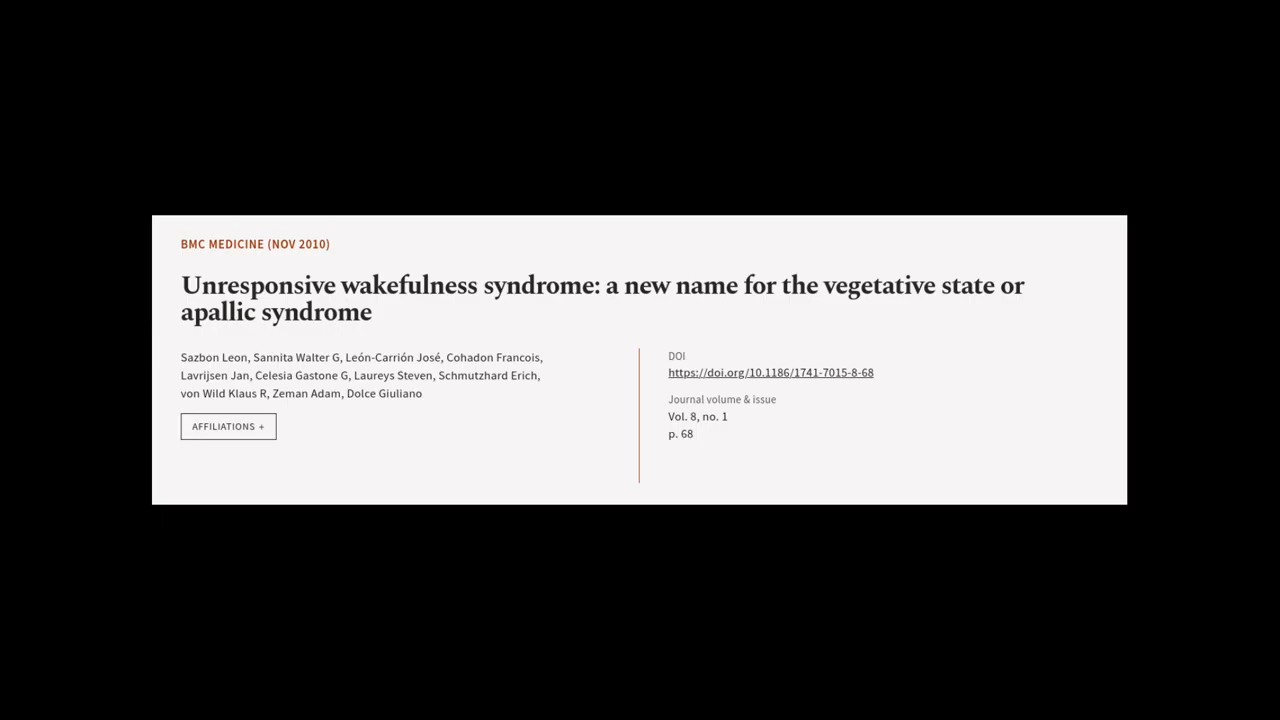 BMC MEDICINE (NOV 2010)
Unresponsive wakefulness syndrome: a new name for the vegetative state or
apallic syndrome
Sazbon Leon, Sannita Walter G, León-Carrión José, Cohadon Francois,
Lavrijsen Jan, Celesia Gastone G, Laureys Steven, Schmutzhard Erich,
von Wild Klaus R, Zeman Adam, Dolce Giuliano
AFFILIATIONS +
DOI
https://doi.org/10.1186/1741-7015-8-68
Journal volume & issue
Vol. 8, no. 1
p. 68